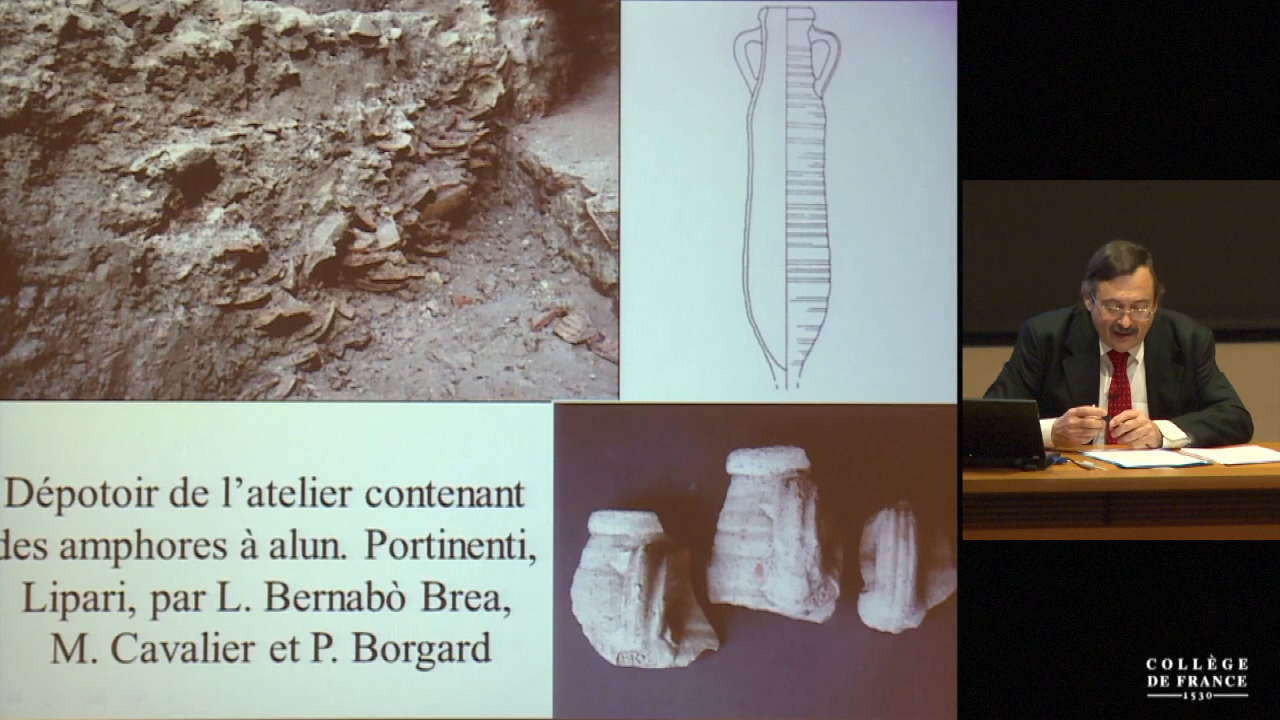 Dépotoir de l'atelier contenant
des amphores à alun. Portinenti,
Lipari, par L. Bernabò Brea,
M. Cavalier et P. Borgard
COLLÈGE
DE FRANCE
1530